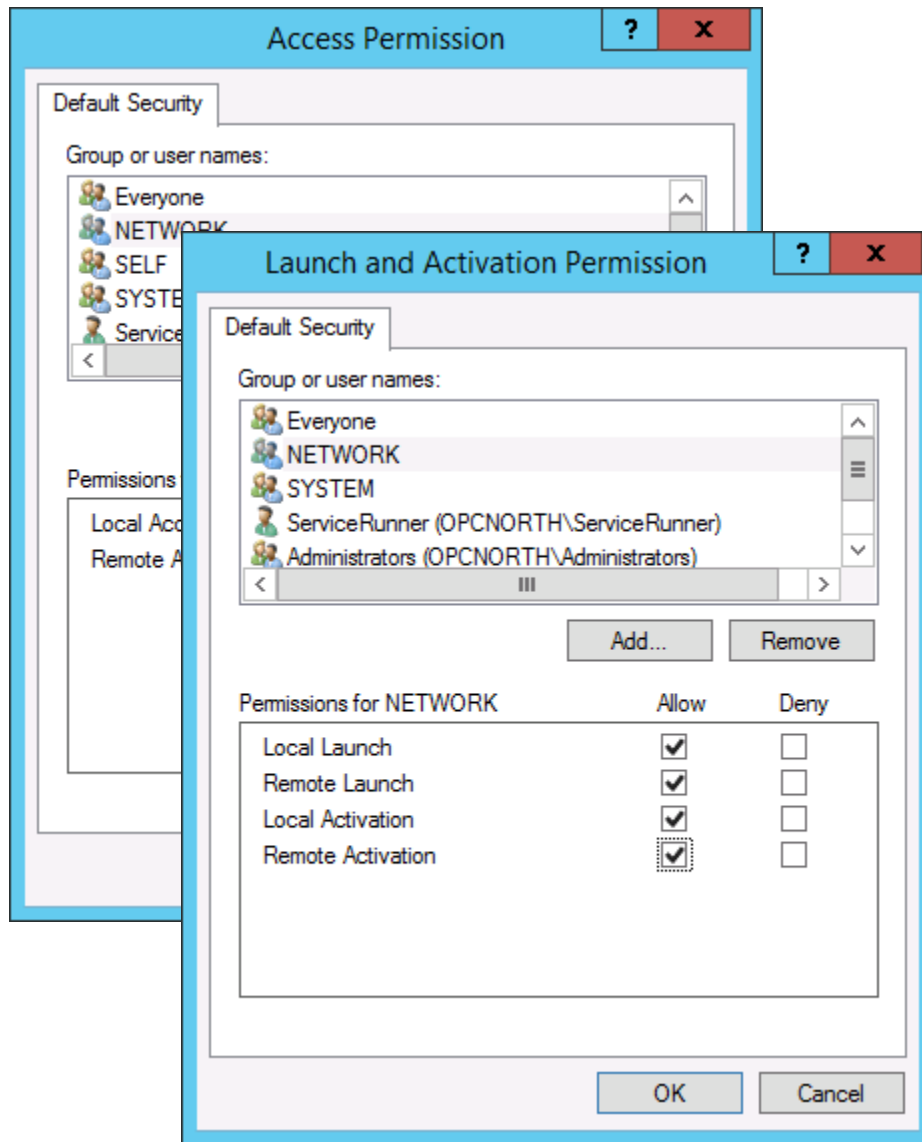 Access Permission
? x
Default Security
Group or user names:
Everyone
NETWORK
SELF
Launch and Activation Permission
? x
Default Security
Group or user names:
Everyone
NETWORK
SYSTEM
ServiceRunner (OPCNORTH\ServiceRunner)
Administrators (OPCNORTH\Administrators)
Add... Remove
Permissions
Permissions for NETWORK Allow Deny
Local Launch
Remote Launch
Local Activation
Remote Activation
OK Cancel